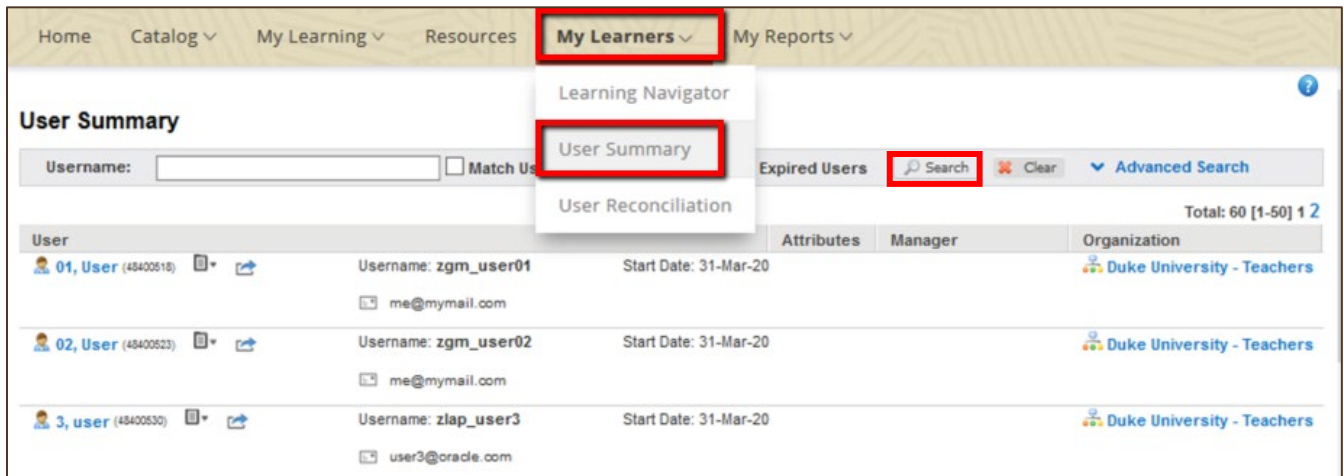 Home Catalog My Learning Resources My Learners My Reports
Learning Navigator
User Summary
User Summary
Username: Match Us Expired Users Search Clear Advanced Search
User Reconciliation
Total: 60 [1-50] 1 2
User Attributes Manager Organization
01, User (48400518) Username: zgm_user01 Start Date: 31-Mar-20 Duke University - Teachers
me@mymail.com
02, User (48400523) Username: zgm_user02 Start Date: 31-Mar-20 Duke University - Teachers
me@mymail.com
3, user (48400530) Username: zlap_user3 Start Date: 31-Mar-20 Duke University - Teachers
user3@oracle.com